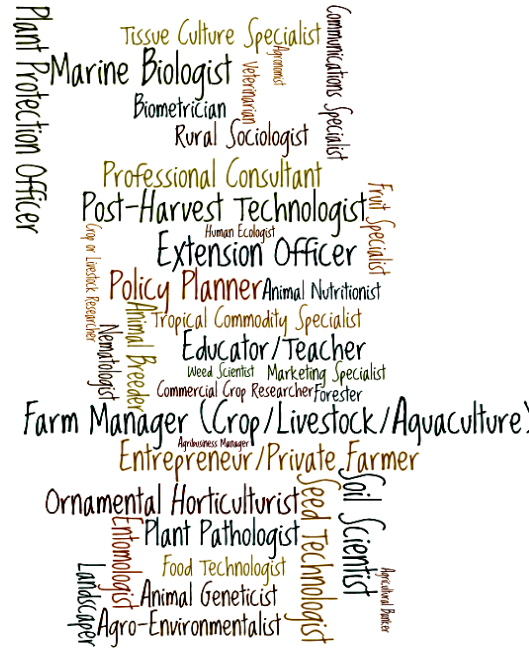 Plant Protection Officer
Tissue Culture Specialist
Communications Specialist
Agronomist
Marine Biologist
Veterinarian
Biometrician
Rural Sociologist
Professional Consultant
Fruit Specialist
Post-Harvest Technologist
Human Ecologist
Crop or Livestock Researcher
Extension Officer
Policy Planner
Animal Nutritionist
Animal Breeder
Tropical Commodity Specialist
Nematologist
Educator/Teacher
Weed Scientist
Marketing Specialist
Commercial Crop Researcher
Forester
Farm Manager (Crop/Livestock/Aquaculture)
Agribusiness Manager
Entrepreneur/Private Farmer
Soil Scientist
Seed Technologist
Ornamental Horticulturist
Entomologist
Plant Pathologist
Food Technologist
Landscaper
Agricultural Banker
Animal Geneticist
Agro-Environmentalist